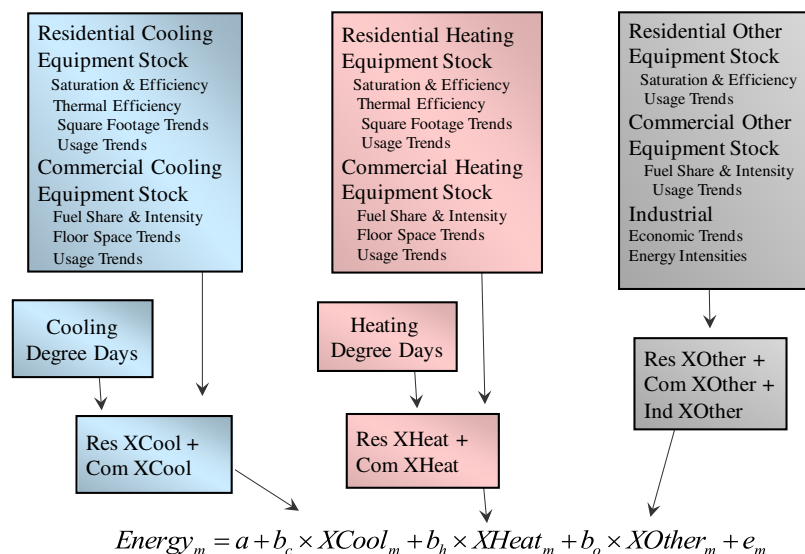 Residential Cooling
Equipment Stock
Saturation & Efficiency
Thermal Efficiency
Square Footage Trends
Usage Trends
Commercial Cooling
Equipment Stock
Fuel Share & Intensity
Floor Space Trends
Usage Trends
Residential Heating
Equipment Stock
Saturation & Efficiency
Thermal Efficiency
Square Footage Trends
Usage Trends
Commercial Heating
Equipment Stock
Fuel Share & Intensity
Floor Space Trends
Usage Trends
Residential Other
Equipment Stock
Saturation & Efficiency
Usage Trends
Commercial Other
Equipment Stock
Fuel Share & Intensity
Usage Trends
Industrial
Economic Trends
Energy Intensities
Cooling
Degree Days
Heating
Degree Days
Res XCool +
Com XCool
Res XHeat +
Com XHeat
Res XOther +
Com XOther +
Ind XOther
Energy_m = a + b_c × XCool_m + b_h × XHeat_m + b_o × XOther_m + e_m